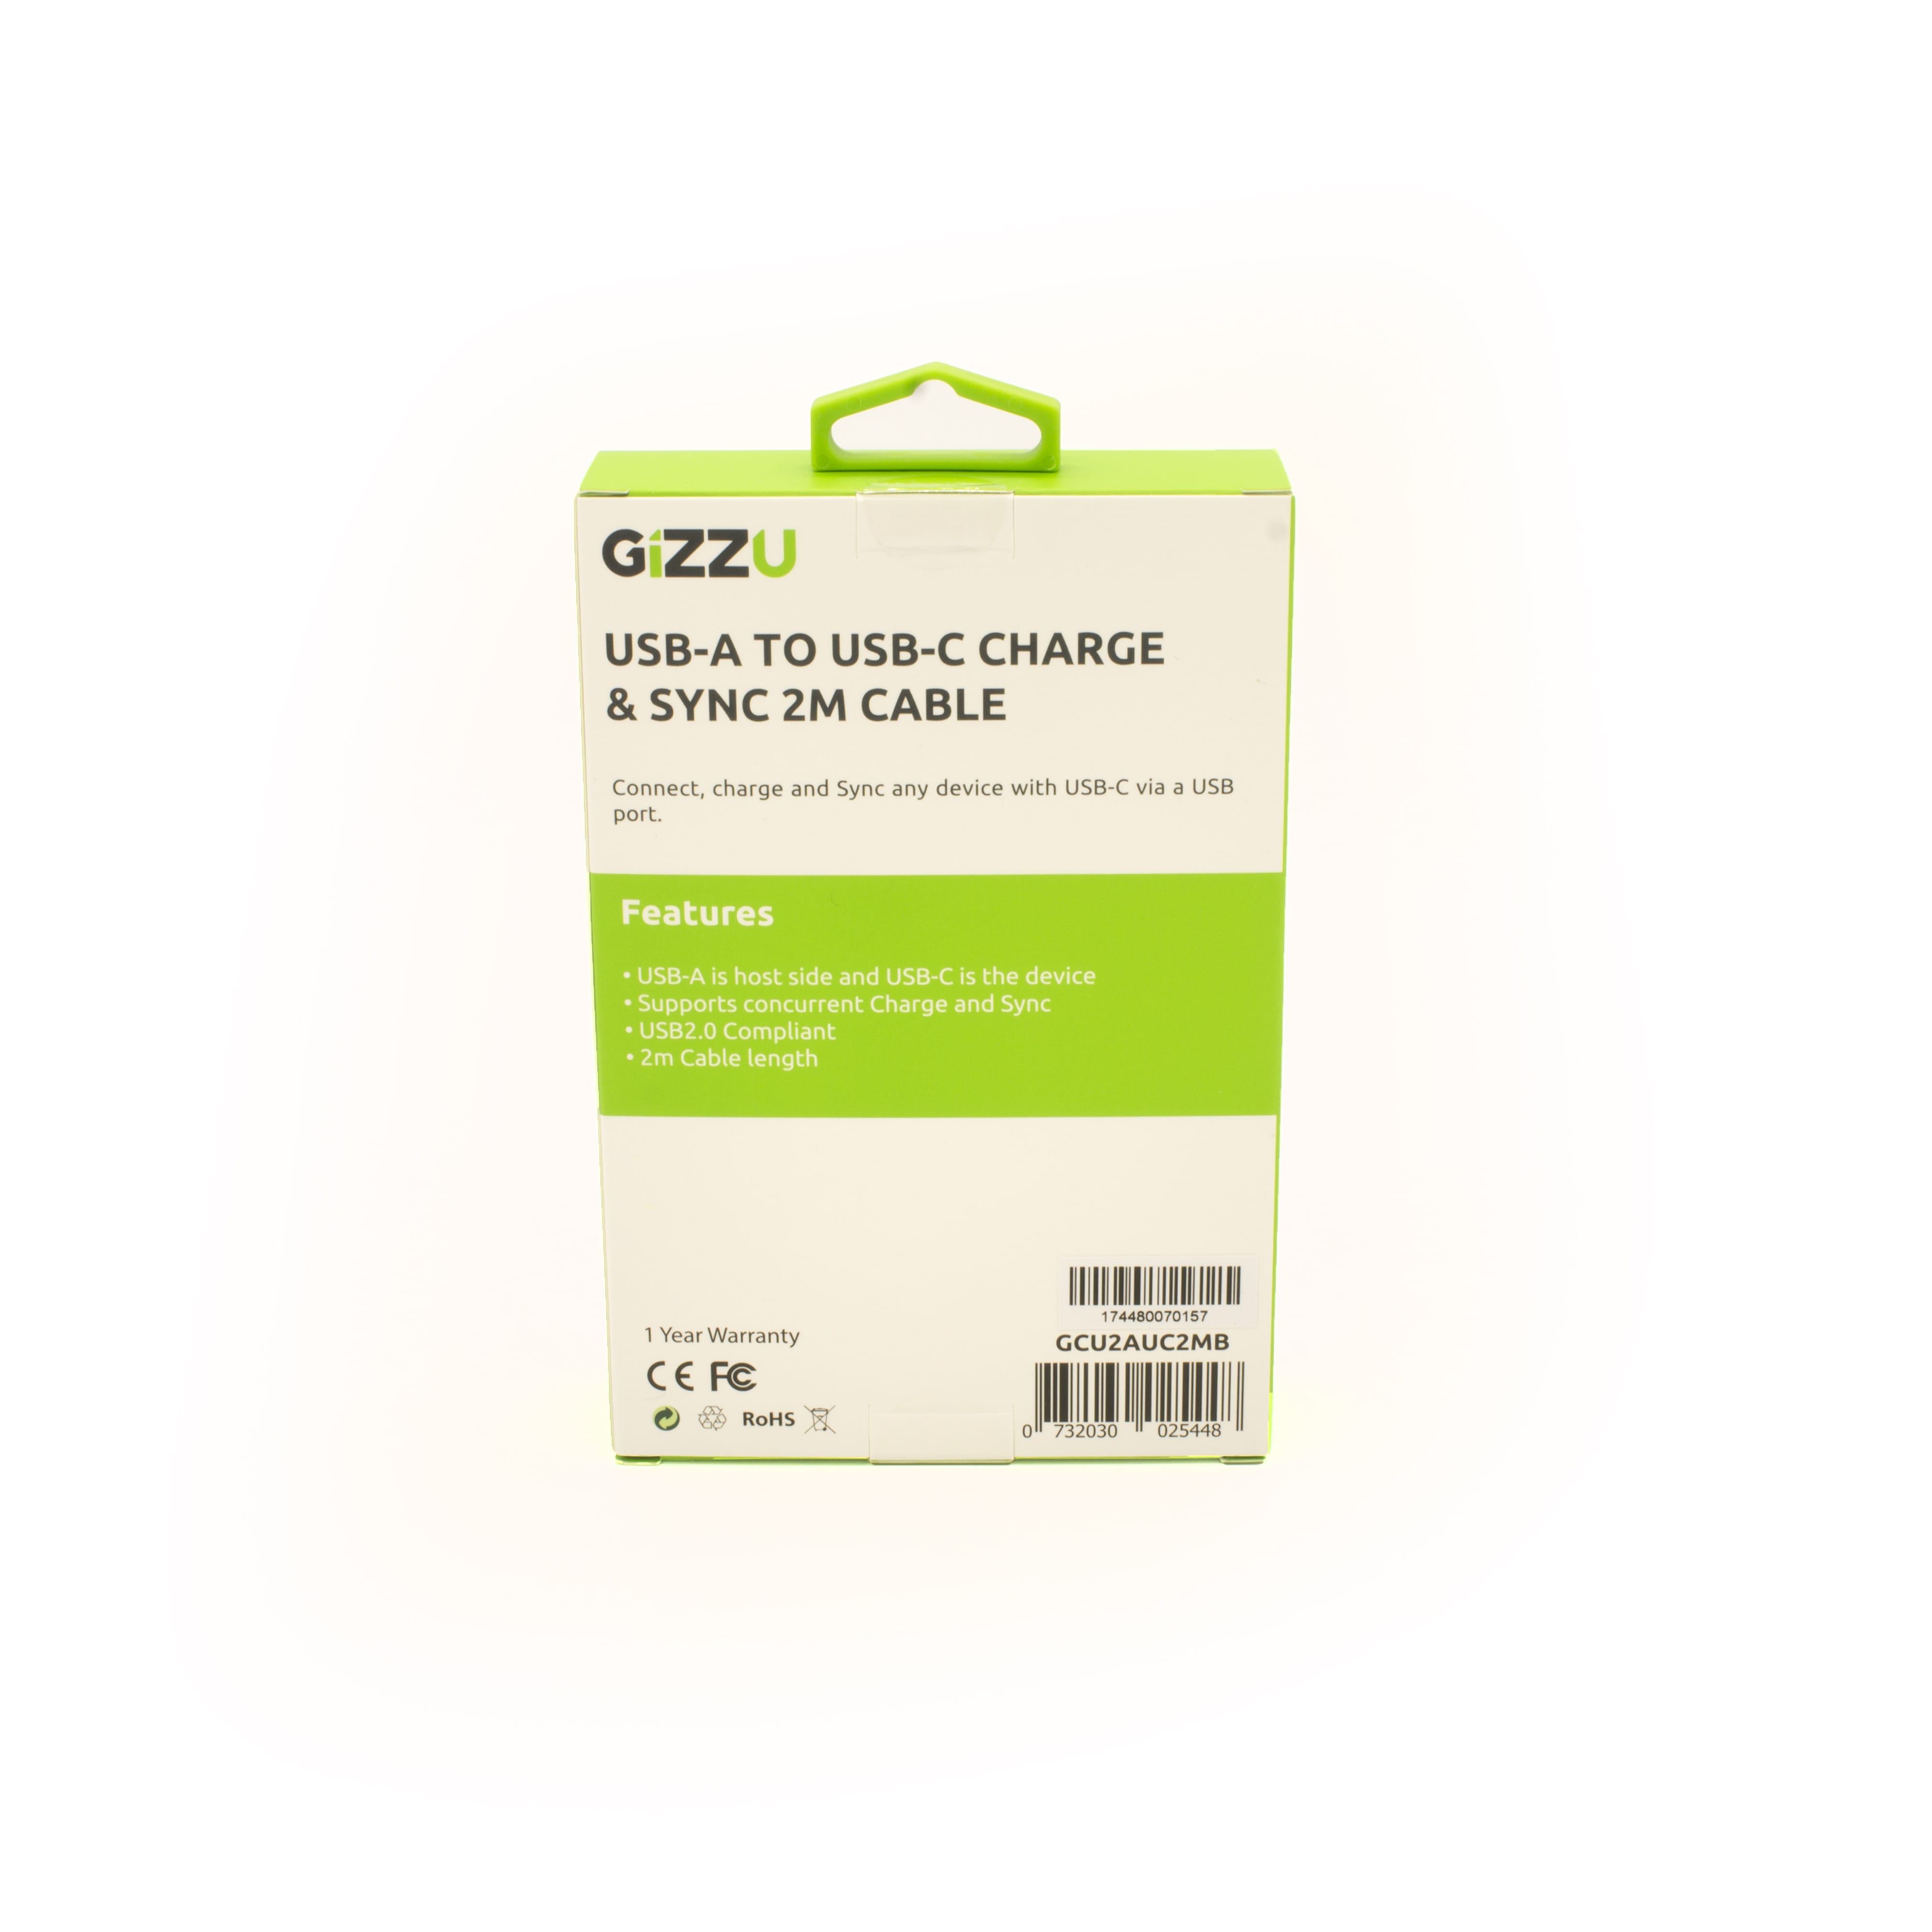 GiZZU
USB-A TO USB-C CHARGE
& SYNC 2M CABLE
Connect, charge and Sync any device with USB-C via a USB
port.
Features
• USB-A is host side and USB-C is the device
• Supports concurrent Charge and Sync
• USB2.0 Compliant
• 2m Cable length
174480070157
GCU2AUC2MB
0 732030 025448
1 Year Warranty
CE FC
RoHS